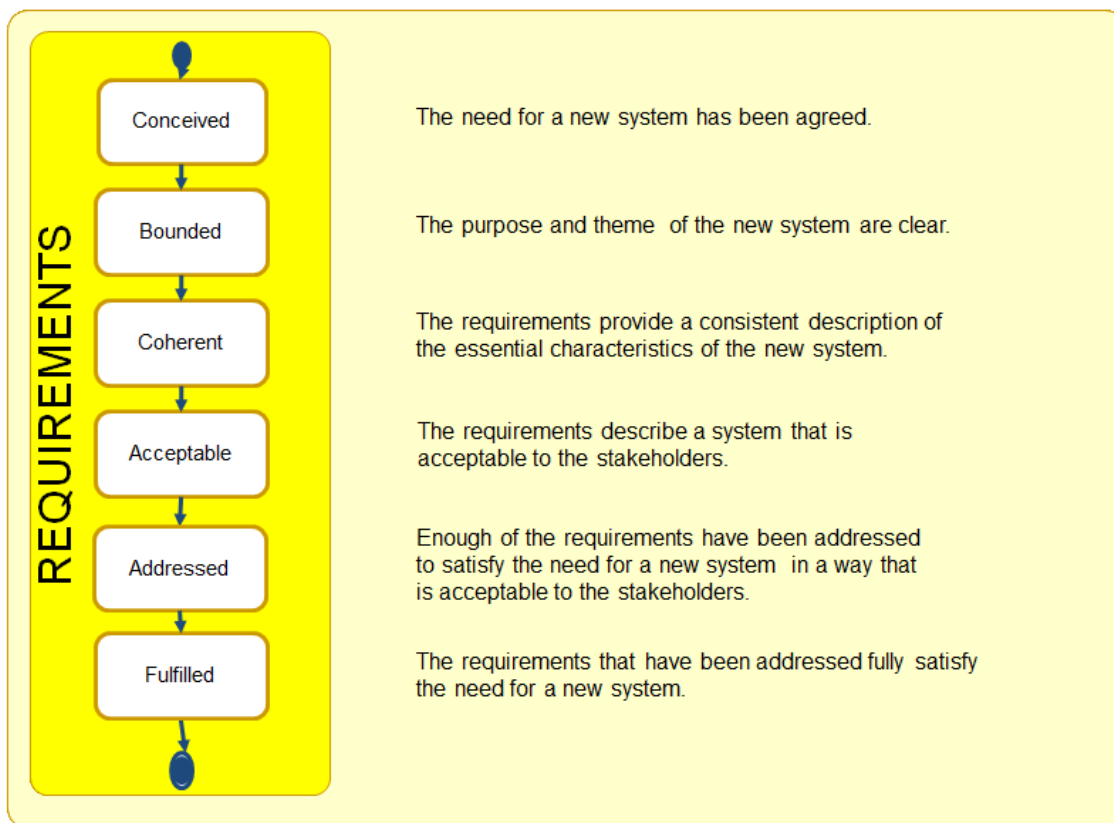 REQUIREMENTS
Conceived
The need for a new system has been agreed.
Bounded
The purpose and theme of the new system are clear.
Coherent
The requirements provide a consistent description of
the essential characteristics of the new system.
Acceptable
The requirements describe a system that is
acceptable to the stakeholders.
Addressed
Enough of the requirements have been addressed
to satisfy the need for a new system in a way that
is acceptable to the stakeholders.
Fulfilled
The requirements that have been addressed fully satisfy
the need for a new system.